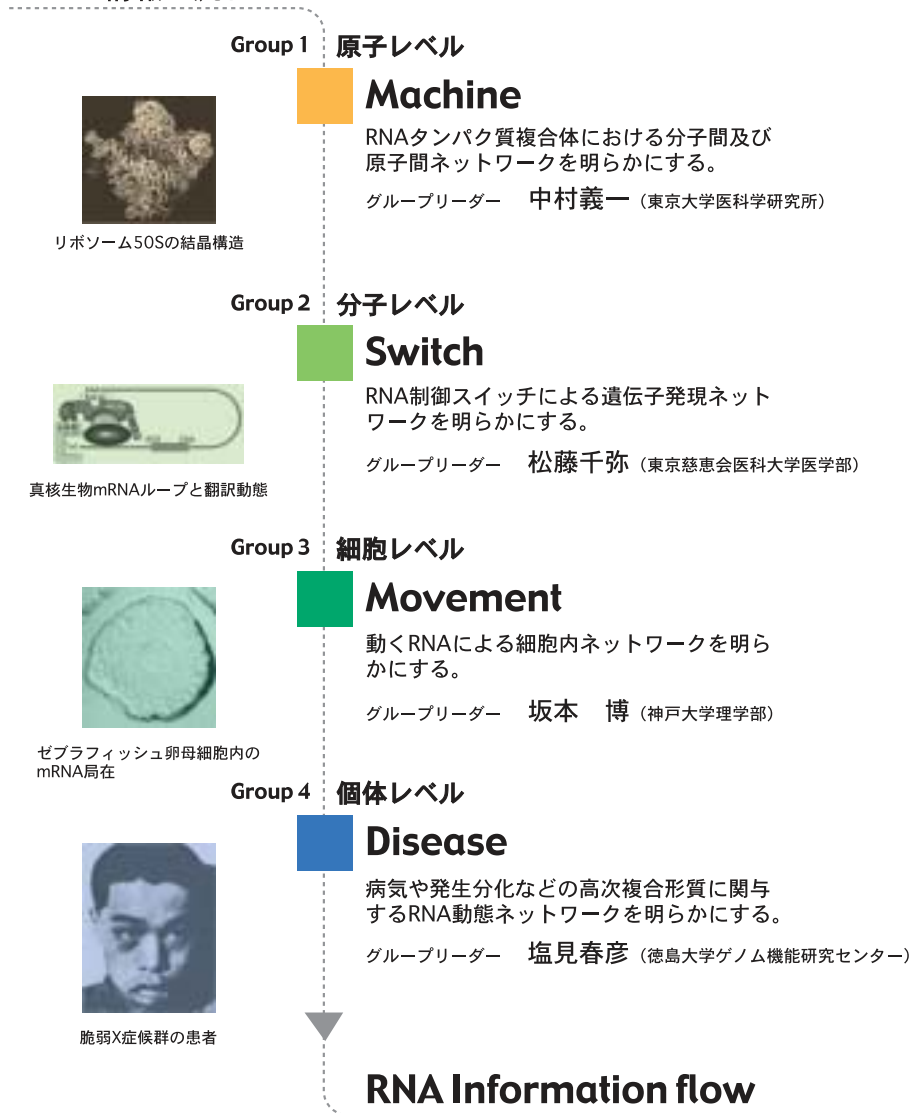 Group 1 原子レベル
Machine
RNAタンパク質複合体における分子間及び
原子間ネットワークを明らかにする。
グループリーダー 中村義一（東京大学医科学研究所）
リボソーム50Sの結晶構造
Group 2 分子レベル
Switch
RNA制御スイッチによる遺伝子発現ネット
ワークを明らかにする。
グループリーダー 松藤千弥（東京慈恵会医科大学医学部）
真核生物mRNAループと翻訳動態
Group 3 細胞レベル
Movement
動くRNAによる細胞内ネットワークを明ら
かにする。
グループリーダー 坂本 博（神戸大学理学部）
ゼブラフィッシュ卵母細胞内の
mRNA局在
Group 4 個体レベル
Disease
病気や発生分化などの高次複合形質に関与
するRNA動態ネットワークを明らかにする。
グループリーダー 塩見春彦（徳島大学ゲノム機能研究センター）
脆弱X症候群の患者
RNA Information flow